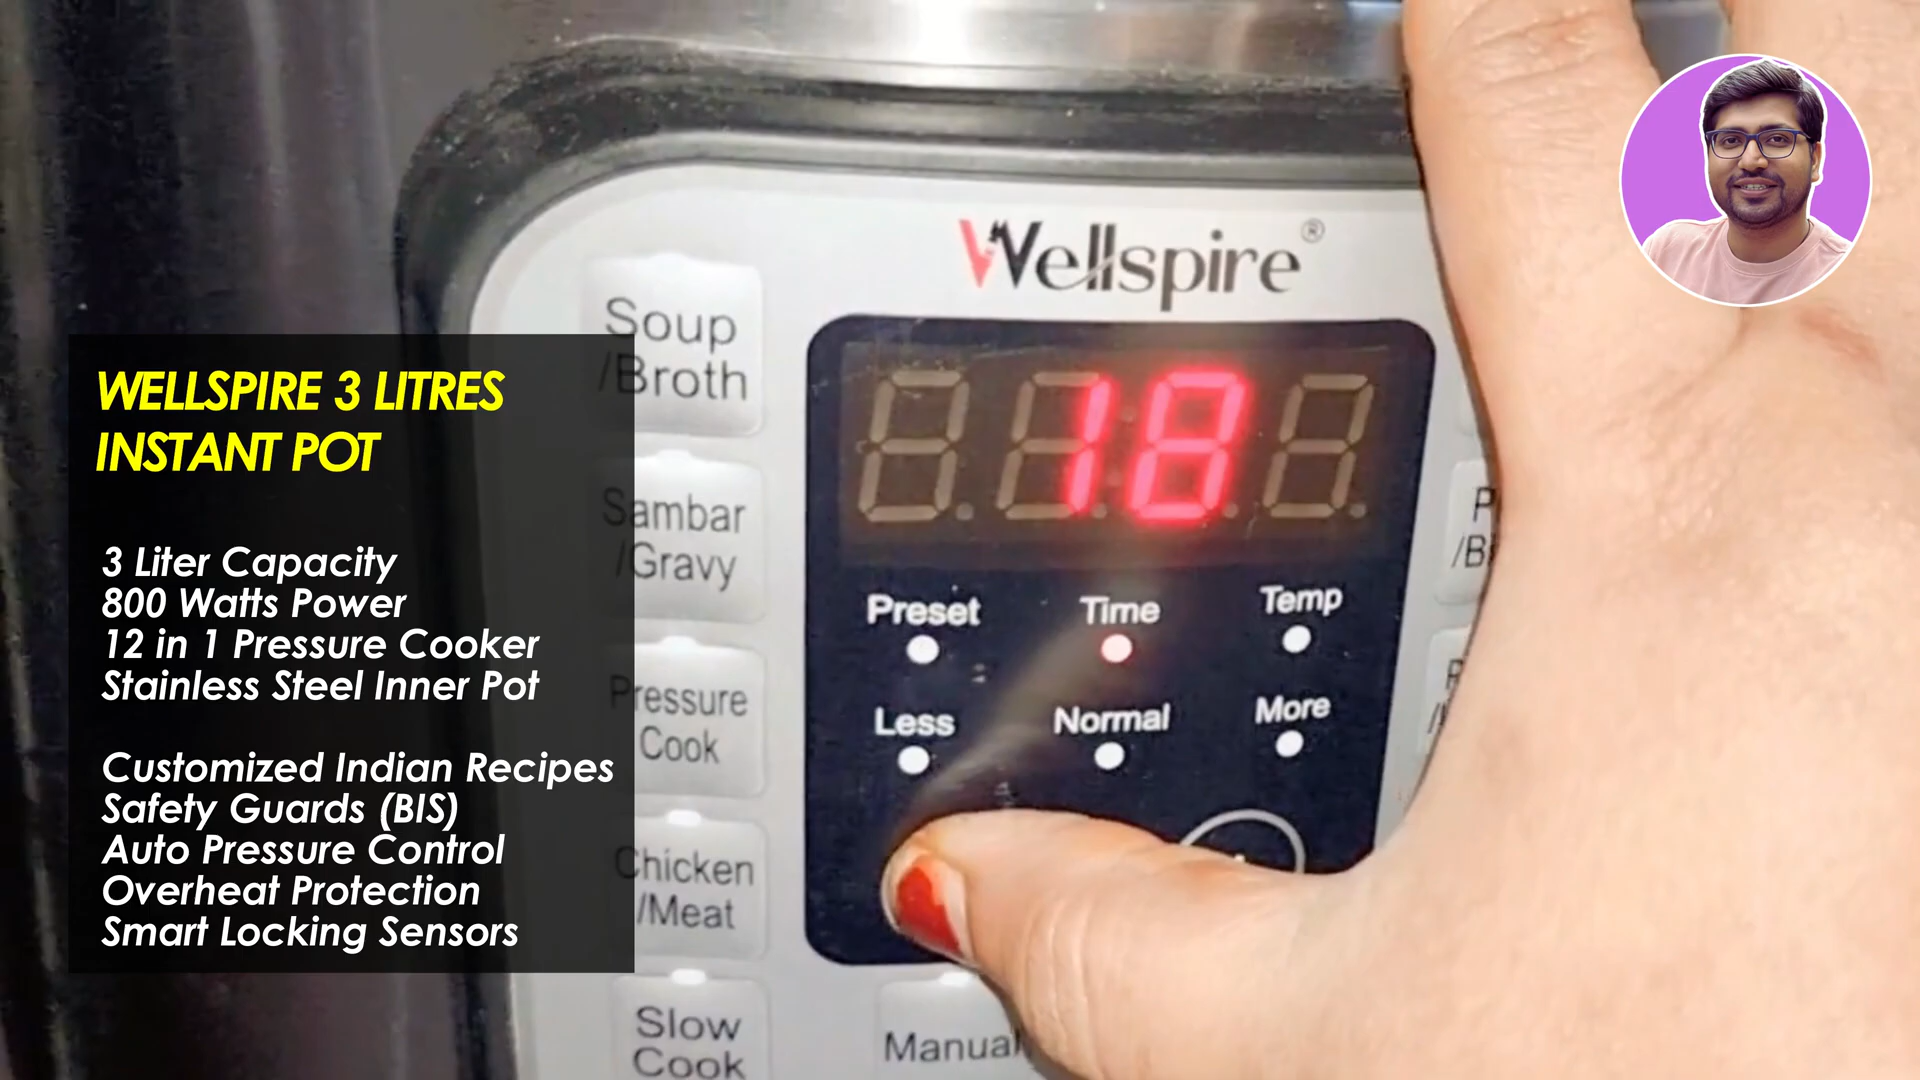 WELLSPIRE 3 LITRES
INSTANT POT
3 Liter Capacity
800 Watts Power
12 in 1 Pressure Cooker
Stainless Steel Inner Pot
Customized Indian Recipes
Safety Guards (BIS)
Auto Pressure Control
Overheat Protection
Smart Locking Sensors
Soup
/Broth
Sambar
/Gravy
Pressure
Cook
Chicken
/Meat
Slow
Cook
Wellspire®
18
Preset Time Temp
Less Normal More
Manual